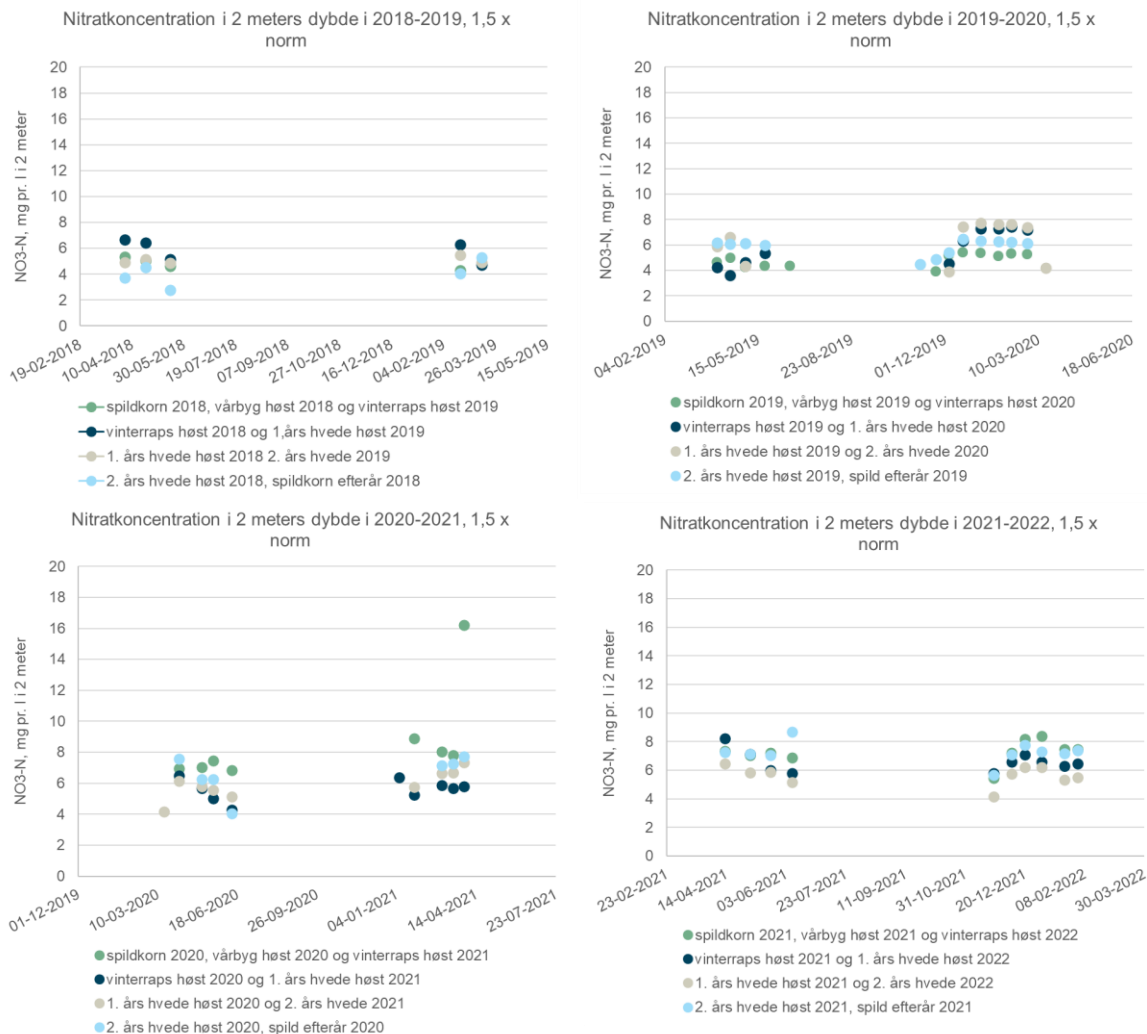 Nitratkoncentration i 2 meters dybde i 2018-2019, 1,5 x
norm
NO3-N, mg pr. l i 2 meter
20
18
16
14
12
10
8
6
4
2
0
19-02-2018
10-04-2018
30-05-2018
19-07-2018
07-09-2018
27-10-2018
16-12-2018
04-02-2019
26-03-2019
15-05-2019
spildkorn 2018, vårbyg høst 2018 og vinterraps høst 2019
vinterraps høst 2018 og 1,års hvede høst 2019
1. års hvede høst 2018 2. års hvede 2019
2. års hvede høst 2018, spildkorn efterår 2018
Nitratkoncentration i 2 meters dybde i 2019-2020, 1,5 x
norm
NO3-N, mg pr. l i 2 meter
20
18
16
14
12
10
8
6
4
2
0
04-02-2019
15-05-2019
23-08-2019
01-12-2019
10-03-2020
18-06-2020
spildkorn 2019, vårbyg høst 2019 og vinterraps høst 2020
vinterraps høst 2019 og 1. års hvede høst 2020
1. års hvede høst 2019 og 2. års hvede 2020
2. års hvede høst 2019, spild efterår 2019
Nitratkoncentration i 2 meters dybde i 2020-2021, 1,5 x
norm
NO3-N, mg pr. l i 2 meter
20
18
16
14
12
10
8
6
4
2
0
01-12-2019
10-03-2020
18-06-2020
26-09-2020
04-01-2021
14-04-2021
23-07-2021
spildkorn 2020, vårbyg høst 2020 og vinterraps høst 2021
vinterraps høst 2020 og 1. års hvede høst 2021
1. års hvede høst 2020 og 2. års hvede 2021
2. års hvede høst 2020, spild efterår 2020
Nitratkoncentration i 2 meters dybde i 2021-2022, 1,5 x
norm
NO3-N, mg pr. l i 2 meter
20
18
16
14
12
10
8
6
4
2
0
23-02-2021
14-04-2021
03-06-2021
23-07-2021
11-09-2021
31-10-2021
20-12-2021
08-02-2022
30-03-2022
spildkorn 2021, vårbyg høst 2021 og vinterraps høst 2022
vinterraps høst 2021 og 1. års hvede høst 2022
1. års hvede høst 2021 og 2. års hvede 2022
2. års hvede høst 2021, spild efterår 2021